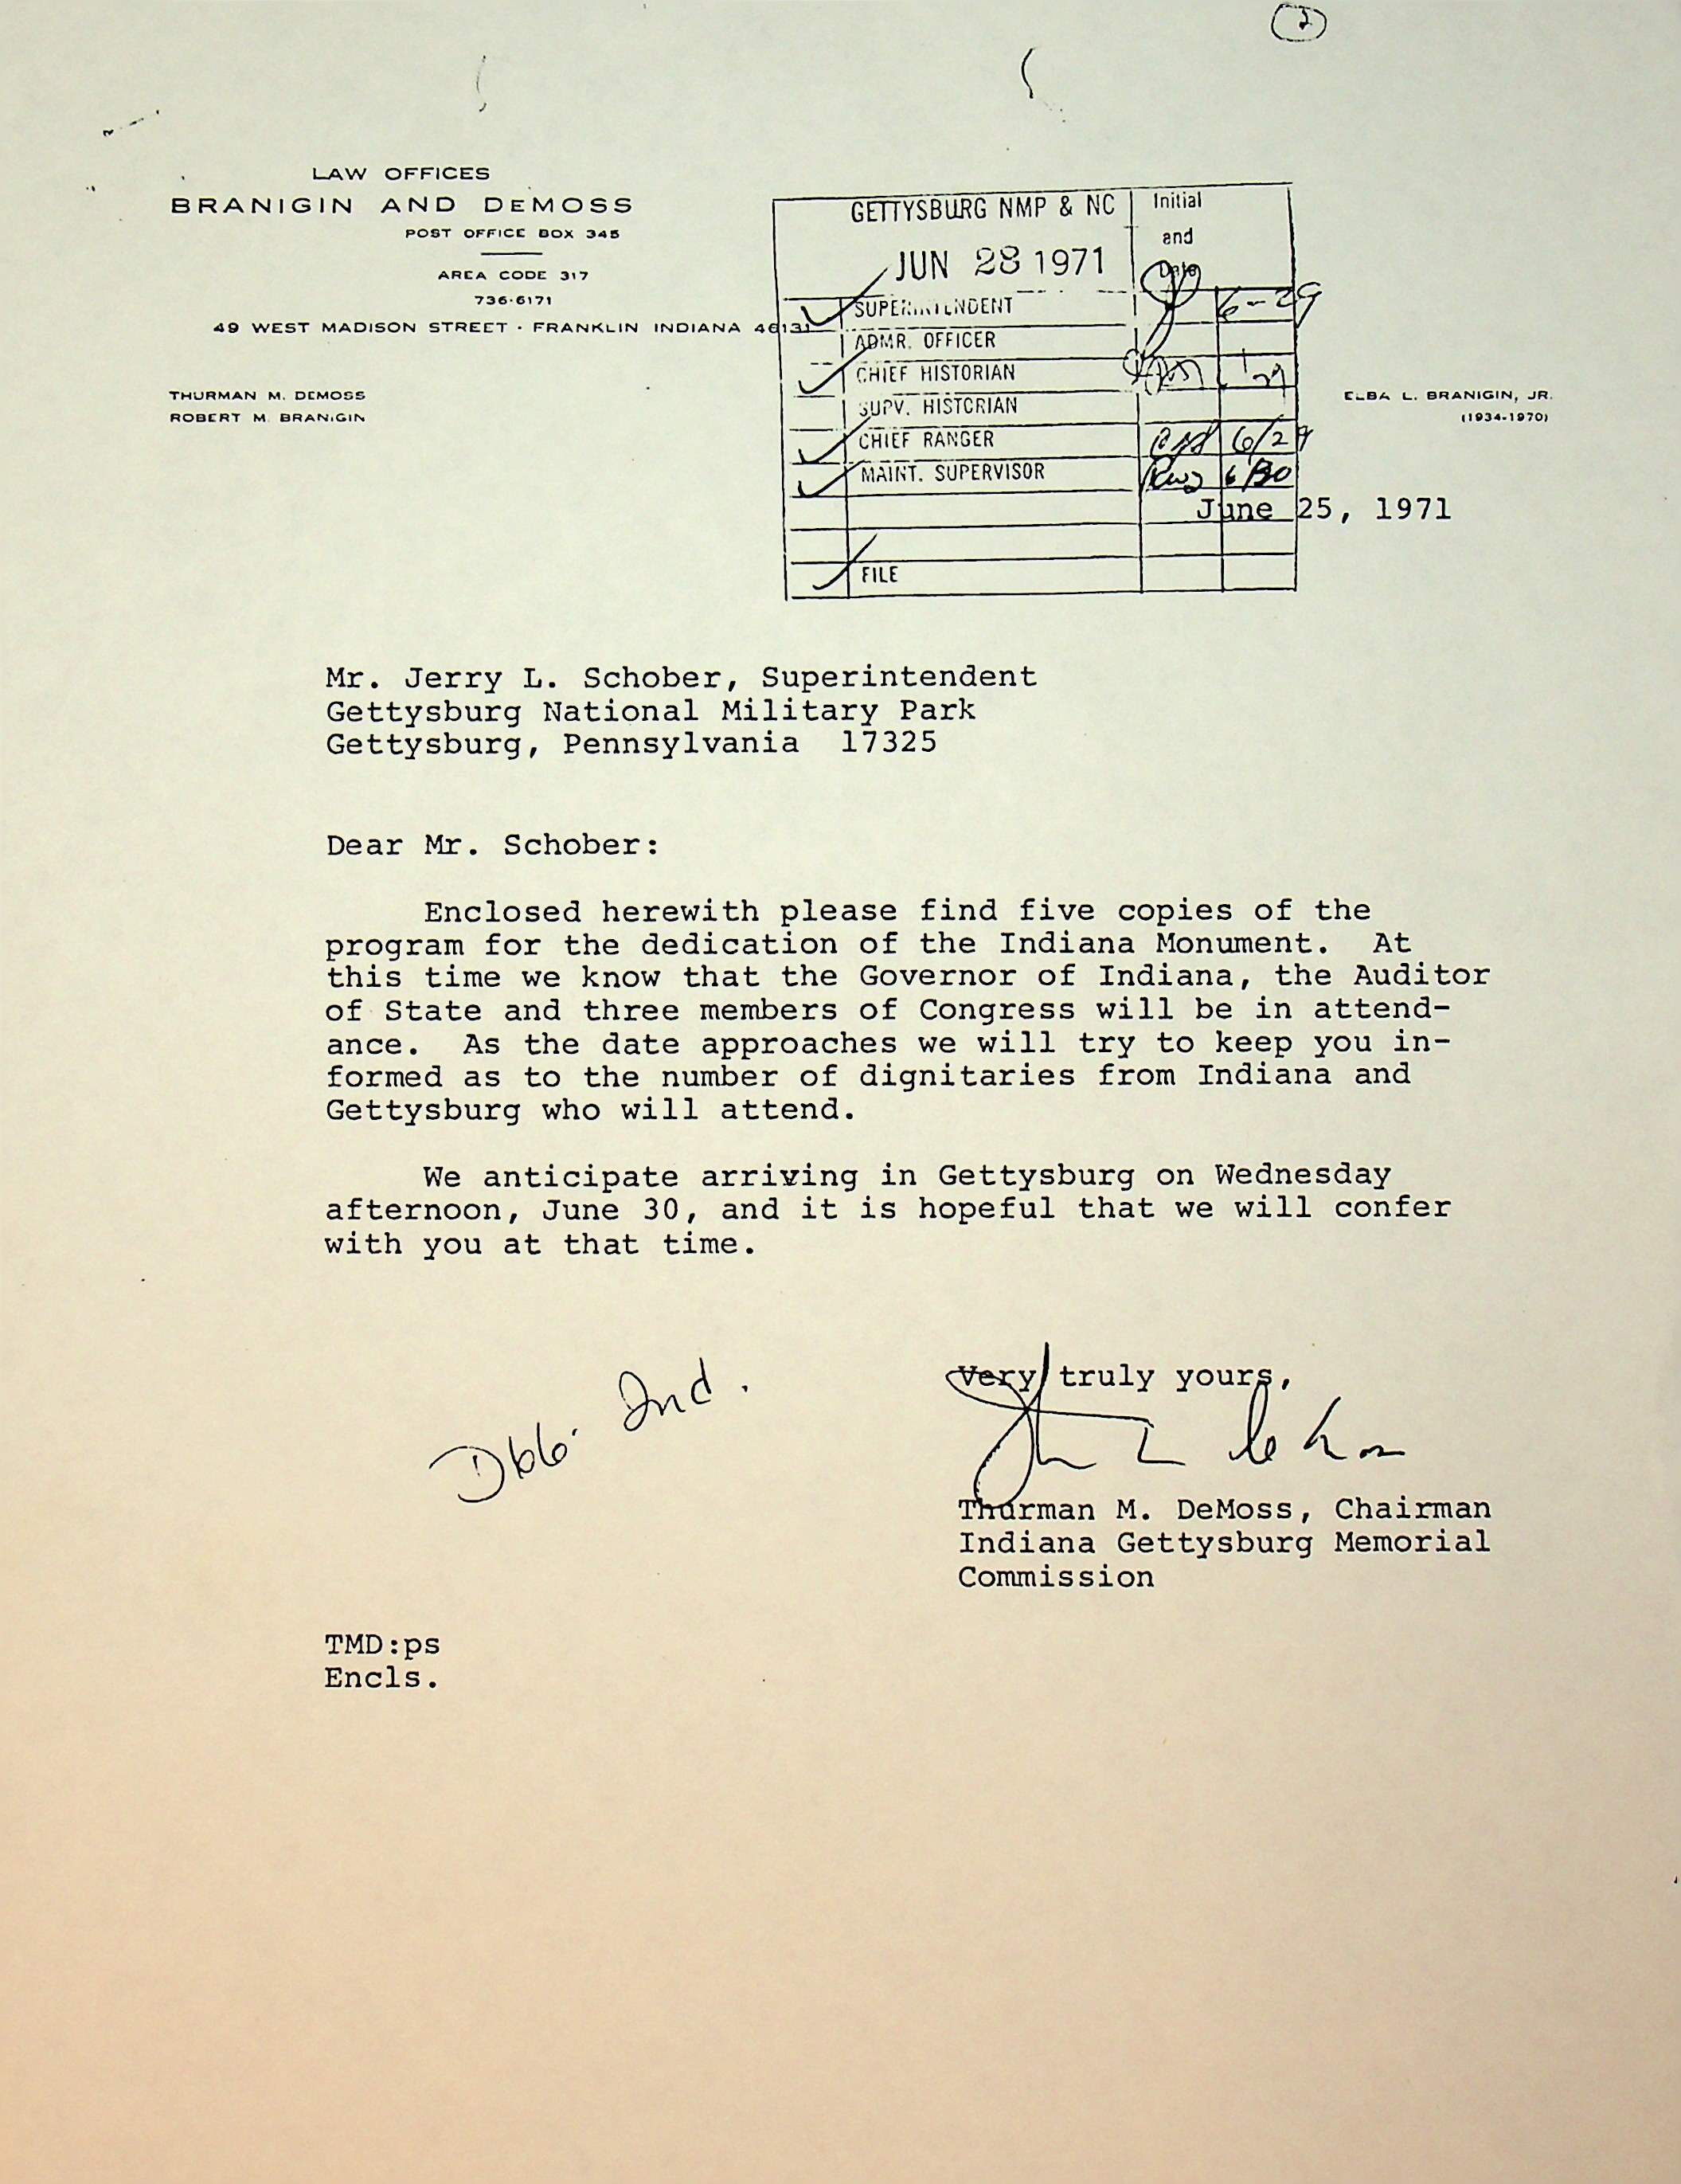 2
LAW OFFICES
BRANIGIN AND DEMOSS
POST OFFICE BOX 345
AREA CODE 317
736-6171
49 WEST MADISON STREET · FRANKLIN INDIANA 46131
THURMAN M. DEMOSS
ROBERT M. BRANIGIN
ELBA L. BRANIGIN, JR.
(1934-1970)
GETTYSBURG NMP & NC Initial
and
Date
JUN 28 1971
SUPERINTENDENT 6-29
ADMR. OFFICER
CHIEF HISTORIAN
SUPV. HISTORIAN
CHIEF RANGER 6/29
MAINT. SUPERVISOR 6/30
FILE
June 25, 1971
Mr. Jerry L. Schober, Superintendent
Gettysburg National Military Park
Gettysburg, Pennsylvania 17325
Dear Mr. Schober:
Enclosed herewith please find five copies of the
program for the dedication of the Indiana Monument. At
this time we know that the Governor of Indiana, the Auditor
of State and three members of Congress will be in attend-
ance. As the date approaches we will try to keep you in-
formed as to the number of dignitaries from Indiana and
Gettysburg who will attend.
We anticipate arriving in Gettysburg on Wednesday
afternoon, June 30, and it is hopeful that we will confer
with you at that time.
Very truly yours,
D66. Ind.
Thurman M. DeMoss, Chairman
Indiana Gettysburg Memorial
Commission
TMD:ps
Encls.